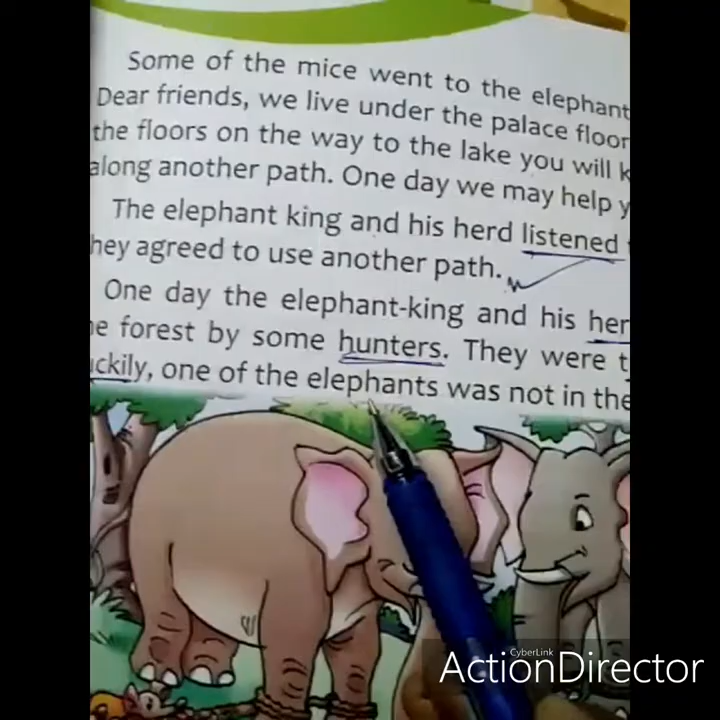 Some of the mice went to the elephant
Dear friends, we live under the palace floor
the floors on the way to the lake you will k
along another path. One day we may help y
The elephant king and his herd listened
hey agreed to use another path.
One day the elephant-king and his her
e forest by some hunters. They were t
ckily, one of the elephants was not in the
CyberLink
ActionDirector